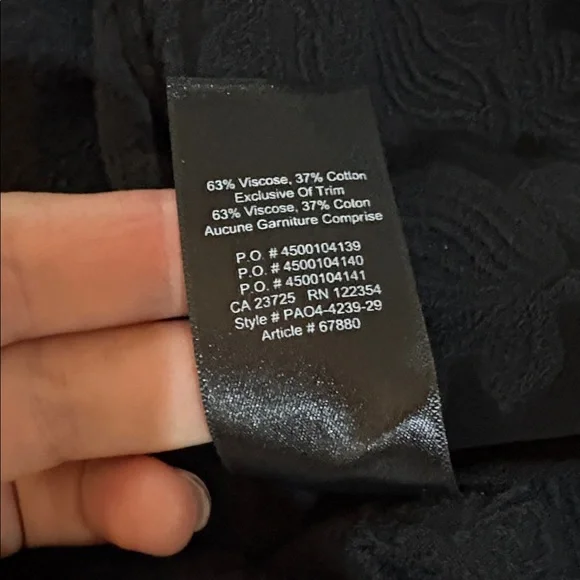 63% Viscose, 37% Cotton
Exclusive Of Trim
63% Viscose, 37% Coton
Aucune Garniture Comprise
P.O. # 4500104139
P.O. # 4500104140
P.O. # 4500104141
CA 23725 RN 122354
Style # PAO4-4239-29
Article # 67880